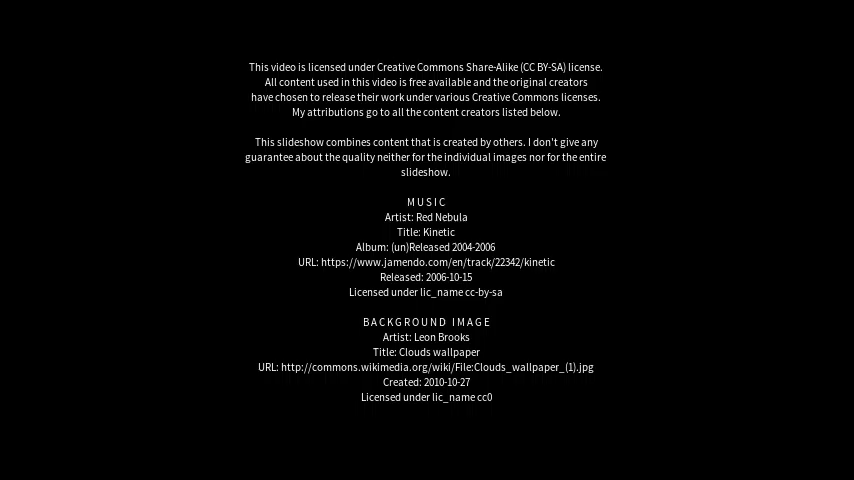 This video is licensed under Creative Commons Share-Alike (CC BY-SA) license.
All content used in this video is free available and the original creators
have chosen to release their work under various Creative Commons licenses.
My attributions go to all the content creators listed below.
This slideshow combines content that is created by others. I don't give any
guarantee about the quality neither for the individual images nor for the entire
slideshow.
MUSIC
Artist: Red Nebula
Title: Kinetic
Album: (un)Released 2004-2006
URL: https://www.jamendo.com/en/track/22342/kinetic
Released: 2006-10-15
Licensed under lic_name cc-by-sa
BACKGROUND IMAGE
Artist: Leon Brooks
Title: Clouds wallpaper
URL: http://commons.wikimedia.org/wiki/File:Clouds_wallpaper_(1).jpg
Created: 2010-10-27
Licensed under lic_name cc0